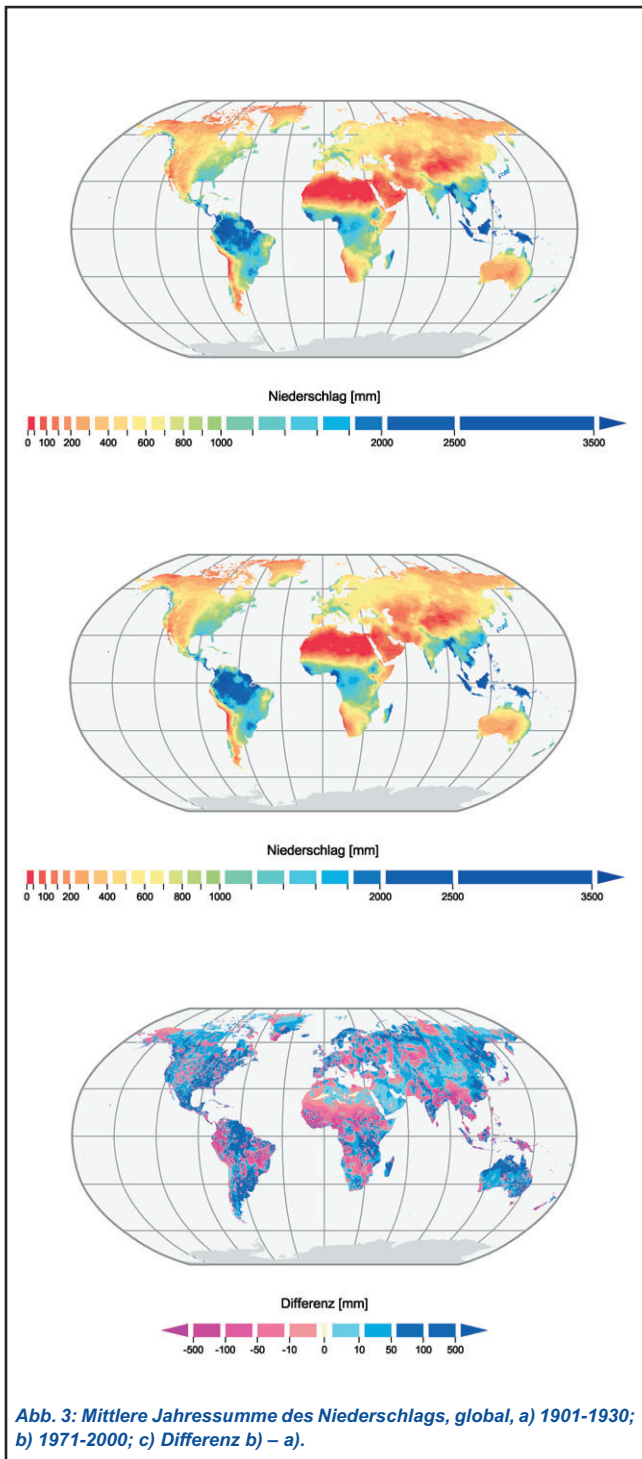 Niederschlag [mm]
0 100 200 400 600 800 1000 2000 2500 3500
Niederschlag [mm]
0 100 200 400 600 800 1000 2000 2500 3500
Differenz [mm]
-500 -100 -50 -10 0 10 50 100 500
Abb. 3: Mittlere Jahressumme des Niederschlags, global, a) 1901-1930;
b) 1971-2000; c) Differenz b) – a).